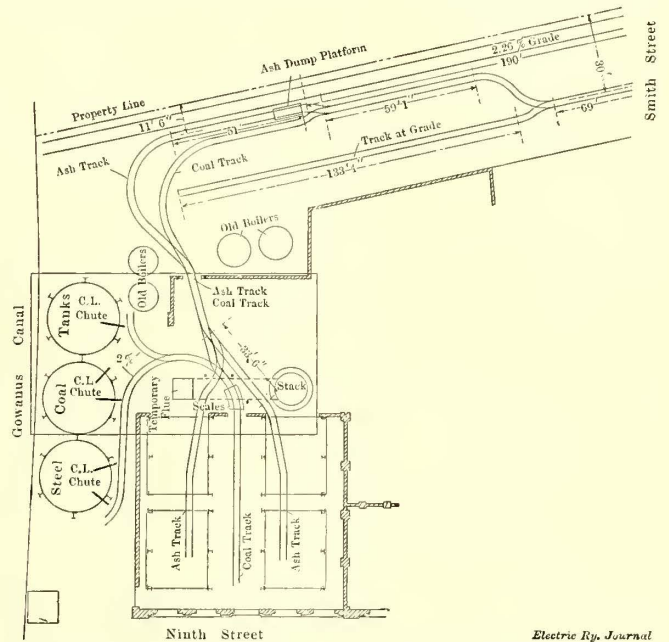 Ash Dump Platform
2.26 % Grade
190'
30'
Smith Street
Property Line
11' 6"
51'
59' 1"
69'
Ash Track
Coal Track
Track at Grade
133' 4"
Old Boilers
Old Boilers
Ash Track
Coal Track
Gowanus Canal
Tanks
C.L.
Chute
Coal
C.L.
Chute
Steel
C.L.
Chute
33' 6"
Stack
Temporary
Flue
Scales
Ash Track
Coal Track
Ash Track
Ninth Street
Electric Ry. Journal